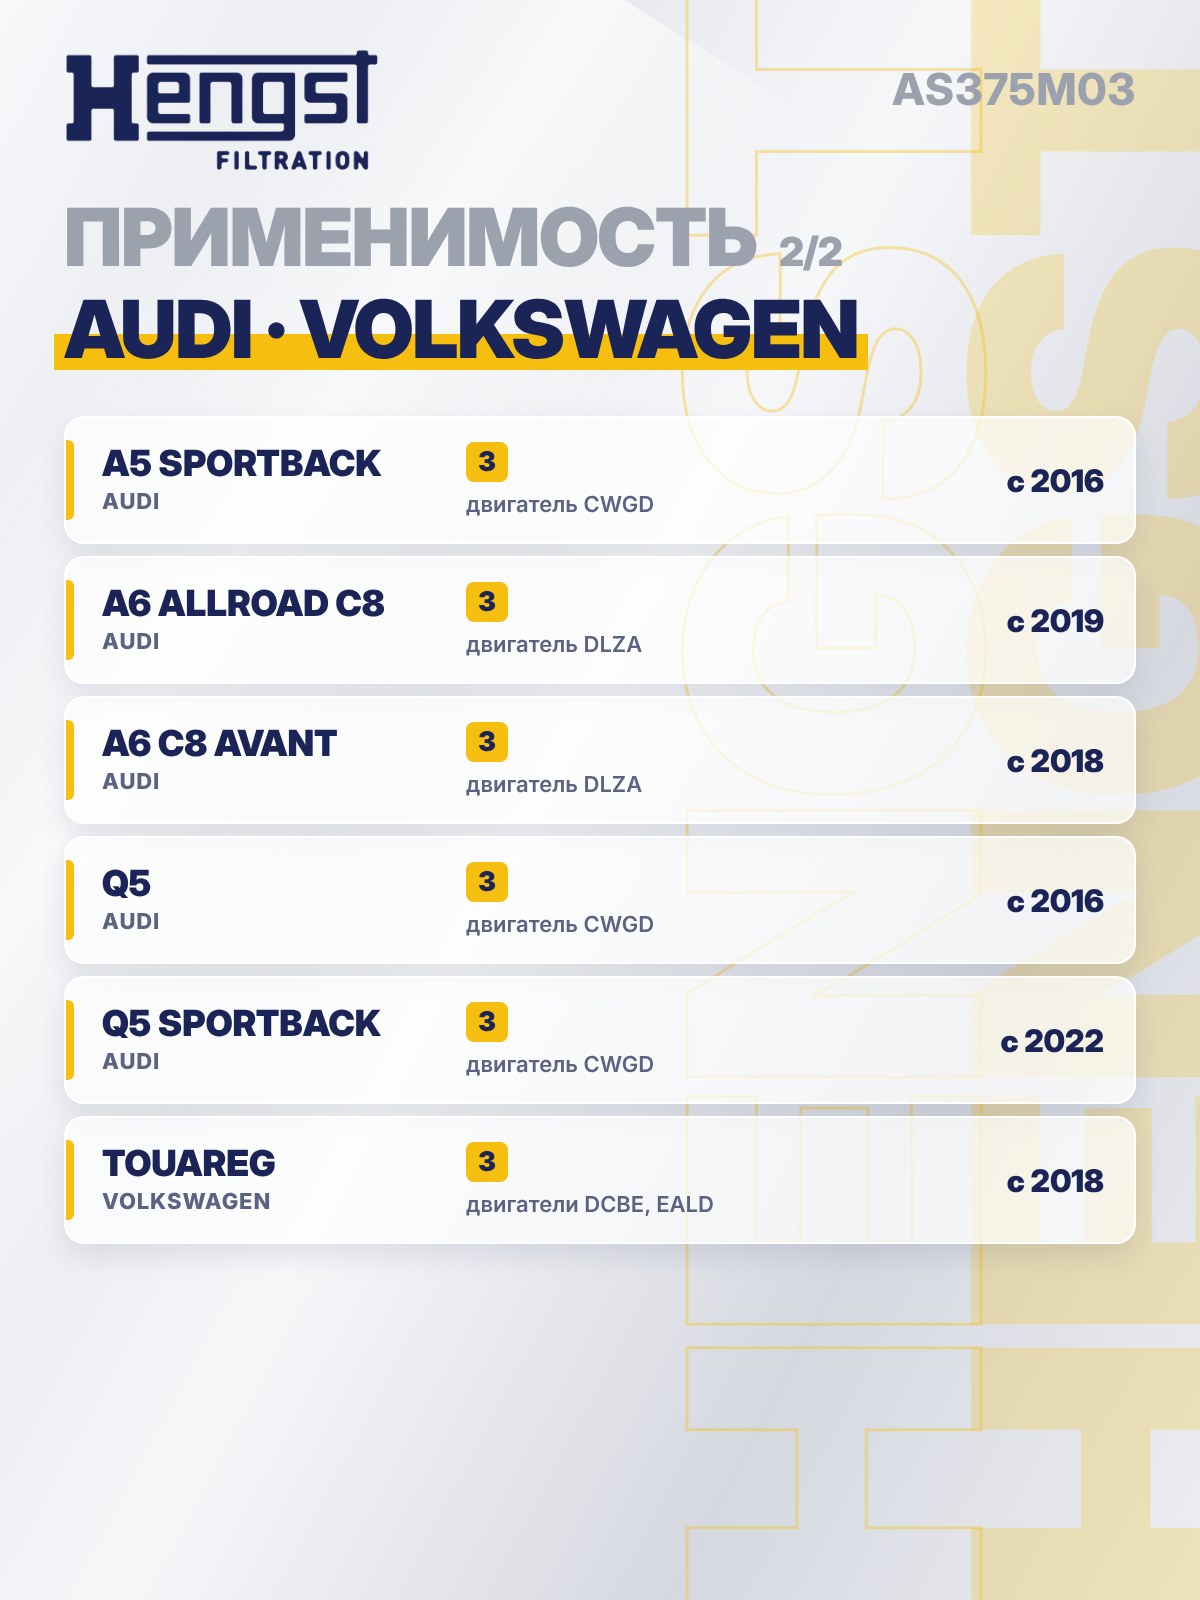 Hengst
FILTRATION
AS375M03
ПРИМЕНИМОСТЬ 2/2
AUDI · VOLKSWAGEN
A5 SPORTBACK
AUDI
3
двигатель CWGD
с 2016
A6 ALLROAD C8
AUDI
3
двигатель DLZA
с 2019
A6 C8 AVANT
AUDI
3
двигатель DLZA
с 2018
Q5
AUDI
3
двигатель CWGD
с 2016
Q5 SPORTBACK
AUDI
3
двигатель CWGD
с 2022
TOUAREG
VOLKSWAGEN
3
двигатели DCBE, EALD
с 2018
HENGST
HENGST